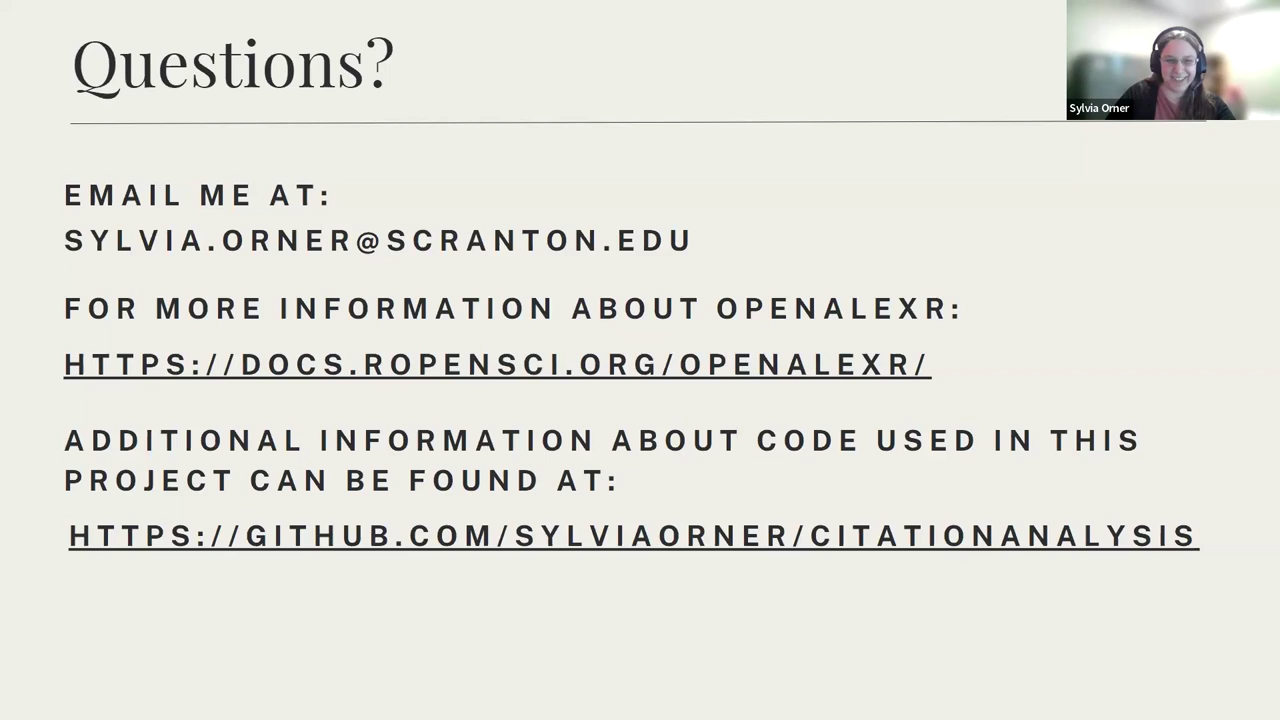 Questions?
Sylvia Orner
EMAIL ME AT:
SYLVIA.ORNER@SCRANTON.EDU
FOR MORE INFORMATION ABOUT OPENALEXR:
HTTPS://DOCS.ROPENSCI.ORG/OPENALEXR/
ADDITIONAL INFORMATION ABOUT CODE USED IN THIS
PROJECT CAN BE FOUND AT:
HTTPS://GITHUB.COM/SYLVIAORNER/CITATIONANALYSIS